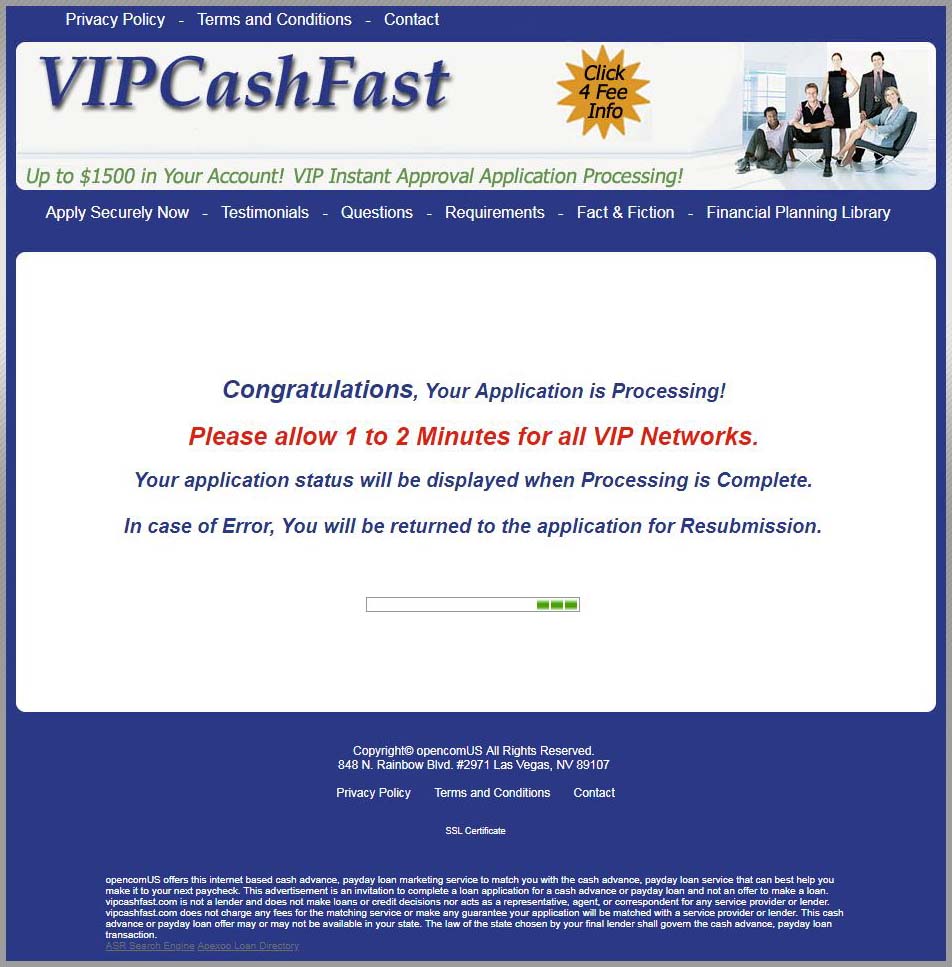 Privacy Policy - Terms and Conditions - Contact
VIPCashFast
Click
4 Fee
Info
Up to $1500 in Your Account! VIP Instant Approval Application Processing!
Apply Securely Now - Testimonials - Questions - Requirements - Fact & Fiction - Financial Planning Library
Congratulations, Your Application is Processing!
Please allow 1 to 2 Minutes for all VIP Networks.
Your application status will be displayed when Processing is Complete.
In case of Error, You will be returned to the application for Resubmission.
Copyright© opencomUS All Rights Reserved.
848 N. Rainbow Blvd. #2971 Las Vegas, NV 89107
Privacy Policy Terms and Conditions Contact
SSL Certificate
opencomUS offers this internet based cash advance, payday loan marketing service to match you with the cash advance, payday loan service that can best help you
make it to your next paycheck. This advertisement is an invitation to complete a loan application for a cash advance or payday loan and not an offer to make a loan.
vipcashfast.com is not a lender and does not make loans or credit decisions nor acts as a representative, agent, or correspondent for any service provider or lender.
vipcashfast.com does not charge any fees for the matching service or make any guarantee your application will be matched with a service provider or lender. This cash
advance or payday loan offer may or may not be available in your state. The law of the state chosen by your final lender shall govern the cash advance, payday loan
transaction.
ASR Search Engine Apexoo Loan Directory